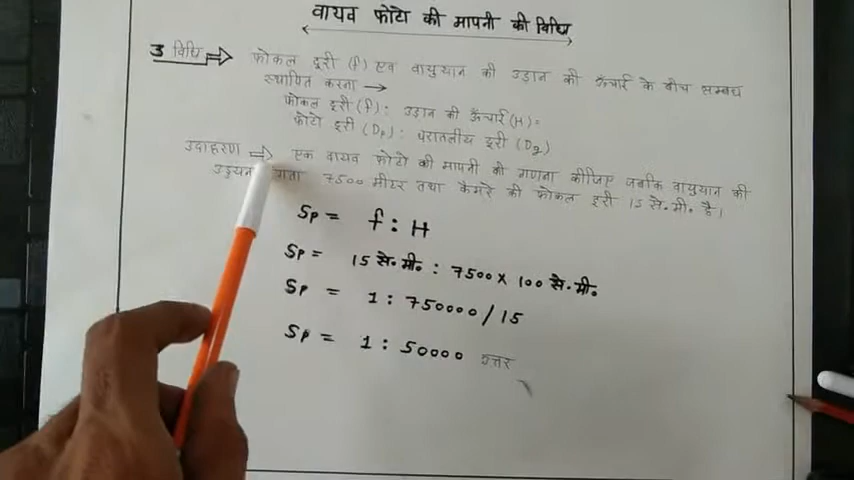 वायव फोटो की मापनी की विधि
3 विधि ⇒ फोकल दूरी (f) एव वायुयान की उड़ान की ऊँचाई के बीच सम्बध
स्थापित करना →
फोकल दूरी (f) : उड़ान की ऊँचाई (H) =
फोटो दूरी (Dp) : धरातलीय दूरी (Dg)
उदाहरण ⇒ एक वायव फोटो की मापनी की गणना कीजिए जबकि वायुयान की
7500 मीटर तथा कैमरे की फोकल दूरी 15 से.मी. है।
Sp = f : H
Sp = 15 से.मी. : 7500 x 100 से.मी.
Sp = 1 : 750000 / 15
Sp = 1 : 50000 उत्तर